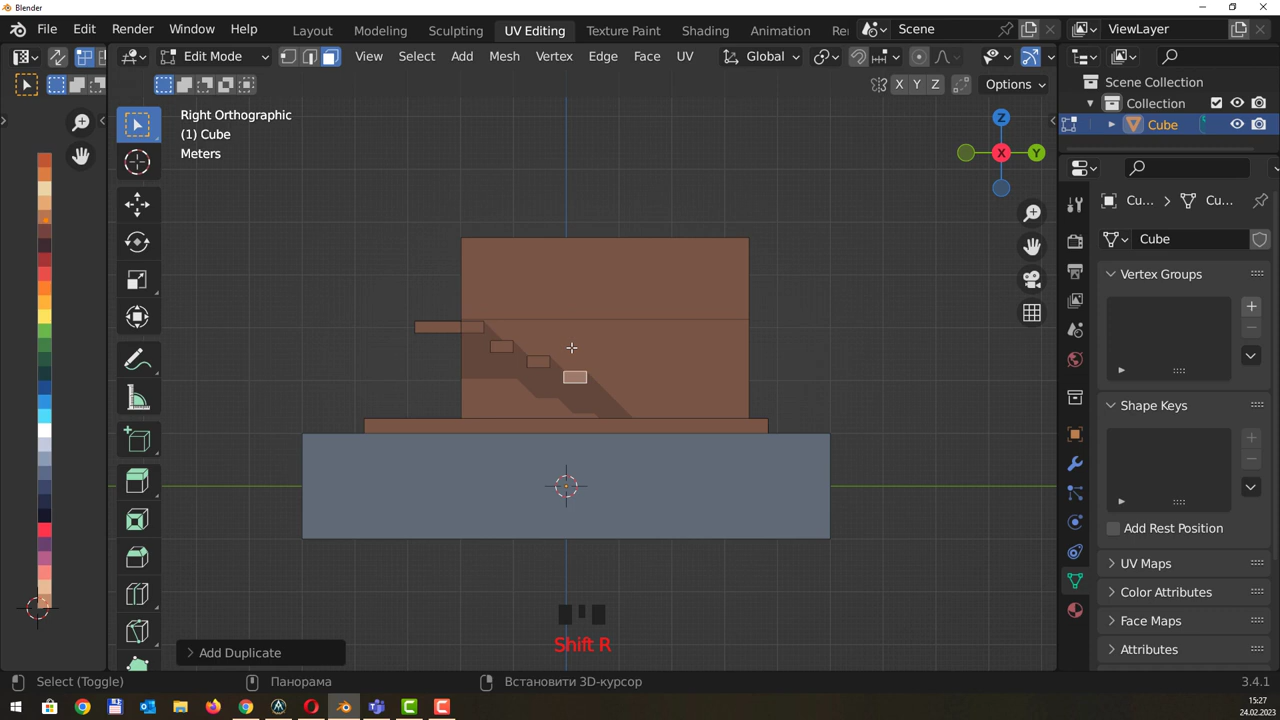 Blender
File Edit Render Window Help
Layout Modeling Sculpting UV Editing Texture Paint Shading Animation Re
Scene
ViewLayer
Edit Mode
View Select Add Mesh Vertex Edge Face UV
Global
X Y Z
Options
Scene Collection
Collection
Cube
Right Orthographic
(1) Cube
Meters
Z
X
Y
Cu... Cu...
Cube
Vertex Groups
Shape Keys
Add Rest Position
UV Maps
Color Attributes
Face Maps
Attributes
Shift R
Add Duplicate
Select (Toggle)
Панорама
Встановити 3D-курсор
3.4.1
15:27
24.02.2023